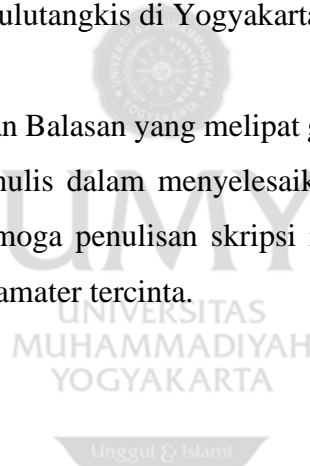 ulutangkis di Yogyakarta
an Balasan yang melipat g
nulis dalam menyelesaik
moga penulisan skripsi i
amater tercinta.
UMY
UNIVERSITAS
MUHAMMADIYAH
YOGYAKARTA
Unggul & Islami